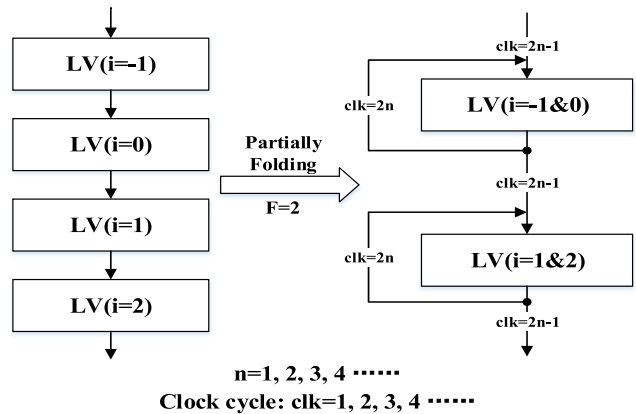 LV(i=-1)
LV(i=0)
LV(i=1)
LV(i=2)
Partially
Folding
F=2
clk=2n-1
clk=2n
LV(i=-1&0)
clk=2n-1
clk=2n
LV(i=1&2)
clk=2n-1
n=1, 2, 3, 4 ······
Clock cycle: clk=1, 2, 3, 4 ······